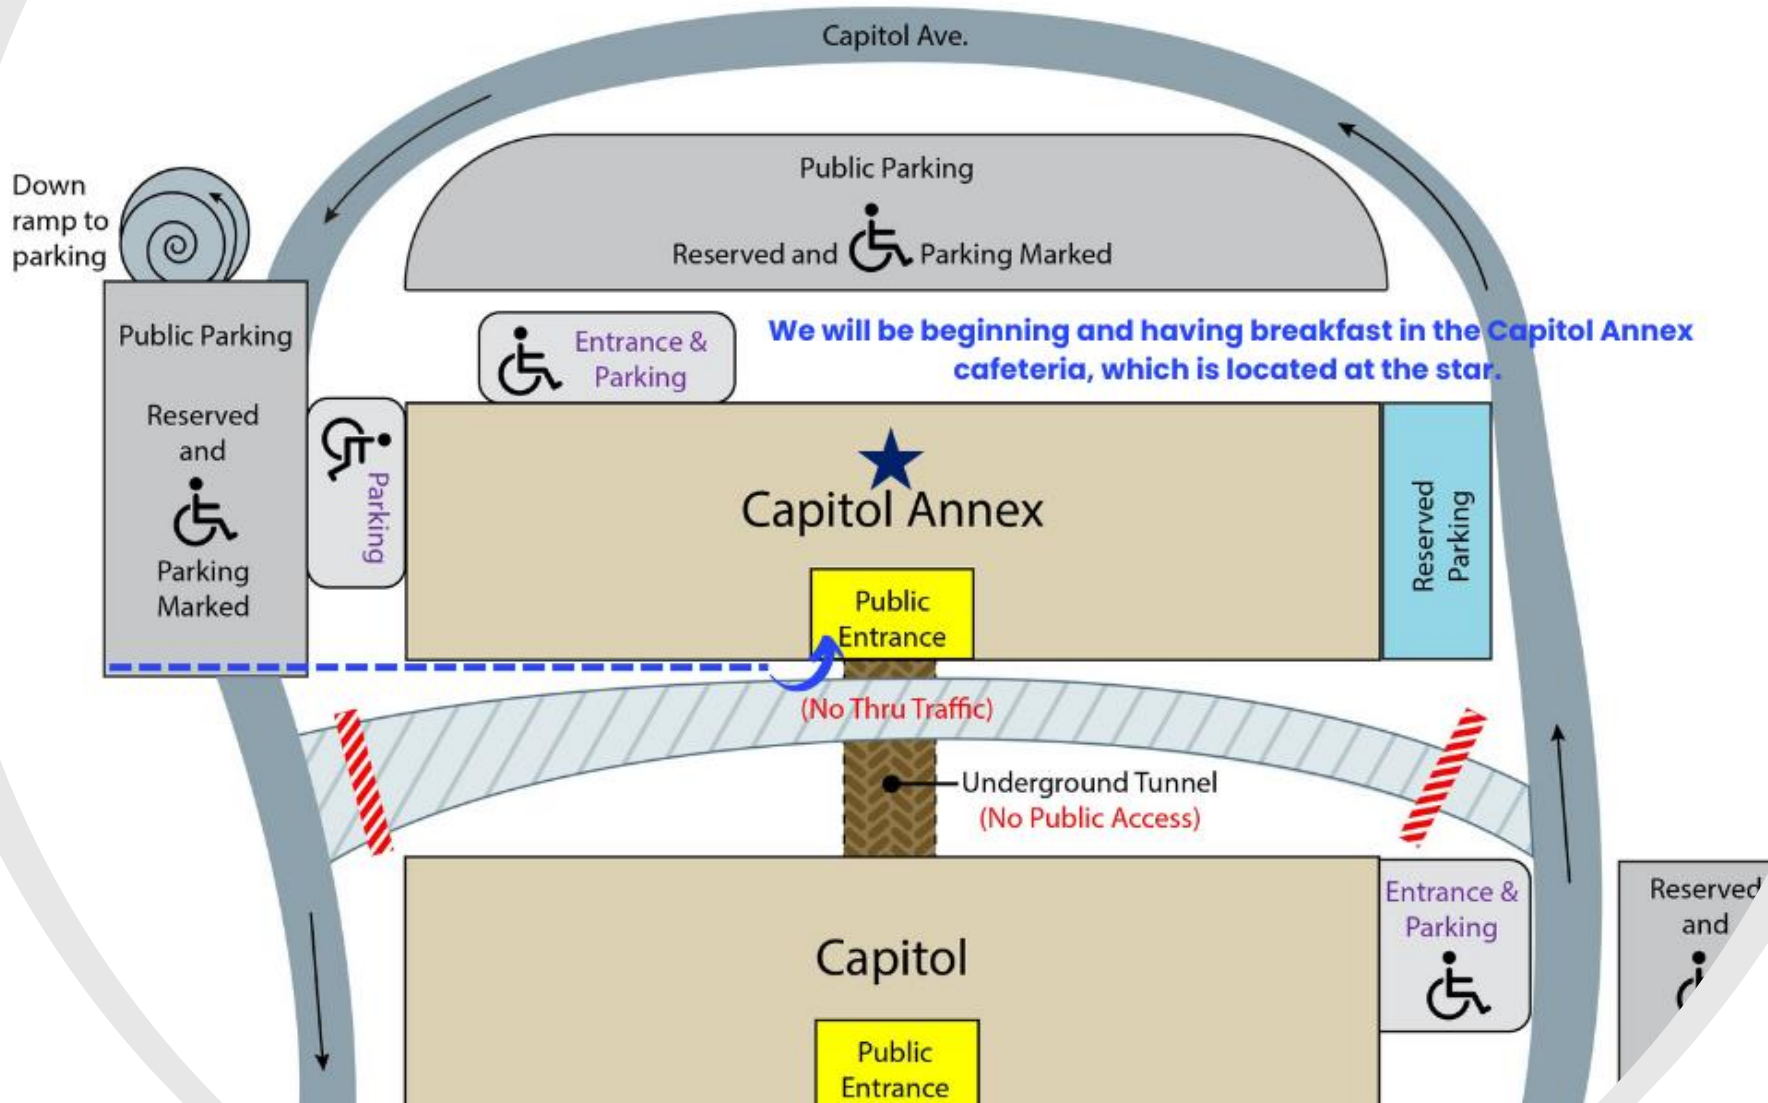 Capitol Ave.
Down
ramp to
parking
Public Parking
Reserved and
Parking Marked
Public Parking
Reserved
and
Parking
Marked
Entrance &
Parking
We will be beginning and having breakfast in the Capitol Annex
cafeteria, which is located at the star.
Parking
Capitol Annex
Reserved
Parking
Public
Entrance
(No Thru Traffic)
Underground Tunnel
(No Public Access)
Capitol
Entrance &
Parking
Reserved
and
Public
Entrance